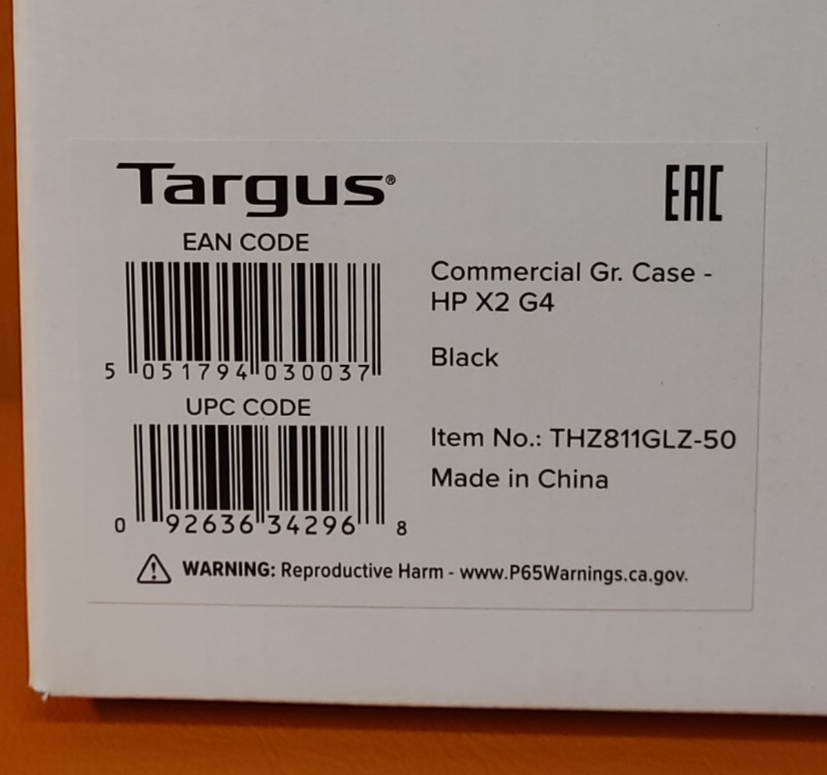 Targus®
EAC
EAN CODE
5 051794 030037
UPC CODE
0 92636 34296 8
Commercial Gr. Case -
HP X2 G4
Black
Item No.: THZ811GLZ-50
Made in China
WARNING: Reproductive Harm - www.P65Warnings.ca.gov.